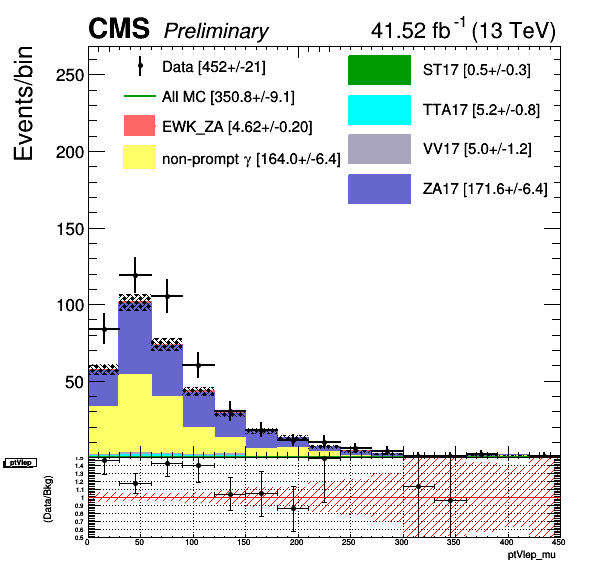 CMS Preliminary 41.52 fb⁻¹ (13 TeV)
Events/bin
250
200
150
100
50
Data [452+/-21]
All MC [350.8+/-9.1]
EWK_ZA [4.62+/-0.20]
non-prompt γ [164.0+/-6.4]
ST17 [0.5+/-0.3]
TTA17 [5.2+/-0.8]
VV17 [5.0+/-1.2]
ZA17 [171.6+/-6.4]
ptVlep
(Data/Bkg)
1.5
1.4
1.3
1.2
1.1
1
0.9
0.8
0.7
0.6
0.5
0 50 100 150 200 250 300 350 400 450
ptVlep_mu